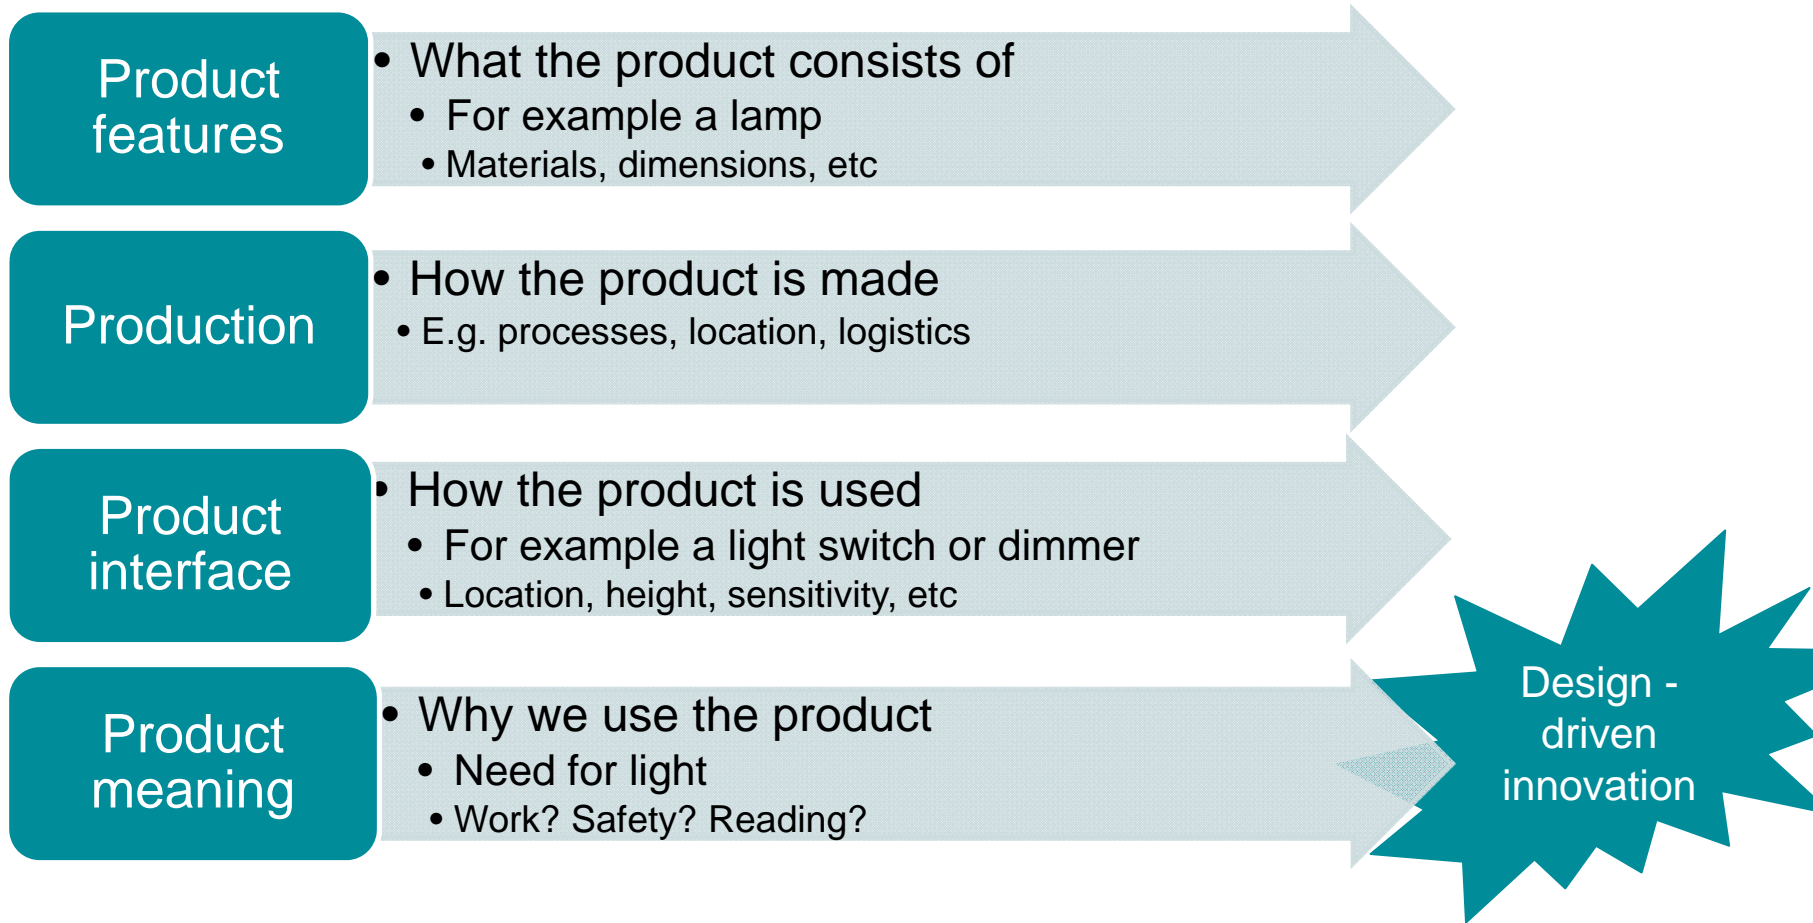 Product
features
• What the product consists of
• For example a lamp
• Materials, dimensions, etc
Production
• How the product is made
• E.g. processes, location, logistics
Product
interface
• How the product is used
• For example a light switch or dimmer
• Location, height, sensitivity, etc
Product
meaning
• Why we use the product
• Need for light
• Work? Safety? Reading?
Design -
driven
innovation